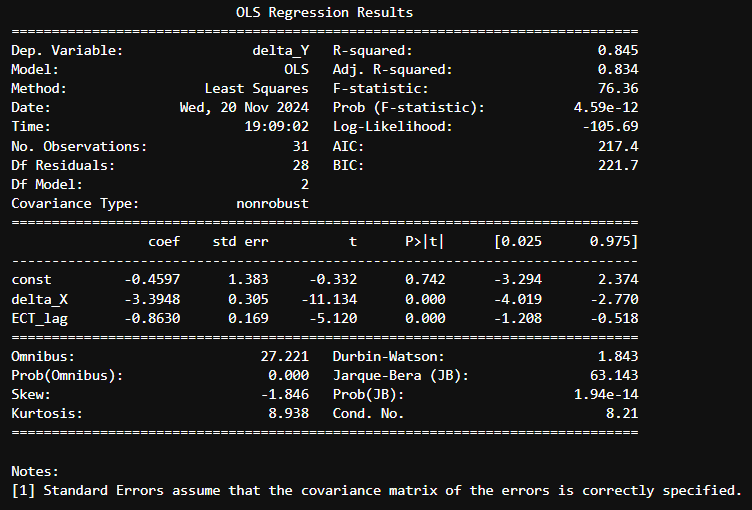 OLS Regression Results
==============================================================================
Dep. Variable:                delta_Y   R-squared:                       0.845
Model:                            OLS   Adj. R-squared:                  0.834
Method:                 Least Squares   F-statistic:                     76.36
Date:                Wed, 20 Nov 2024   Prob (F-statistic):           4.59e-12
Time:                        19:09:02   Log-Likelihood:                -105.69
No. Observations:                  31   AIC:                             217.4
Df Residuals:                      28   BIC:                             221.7
Df Model:                           2
Covariance Type:            nonrobust
==============================================================================
                 coef    std err          t      P>|t|      [0.025      0.975]
------------------------------------------------------------------------------
const         -0.4597      1.383     -0.332      0.742      -3.294       2.374
delta_X       -3.3948      0.305    -11.134      0.000      -4.019      -2.770
ECT_lag       -0.8630      0.169     -5.120      0.000      -1.208      -0.518
==============================================================================
Omnibus:                       27.221   Durbin-Watson:                   1.843
Prob(Omnibus):                  0.000   Jarque-Bera (JB):               63.143
Skew:                          -1.846   Prob(JB):                     1.94e-14
Kurtosis:                       8.938   Cond. No.                         8.21
==============================================================================
Notes:
[1] Standard Errors assume that the covariance matrix of the errors is correctly specified.